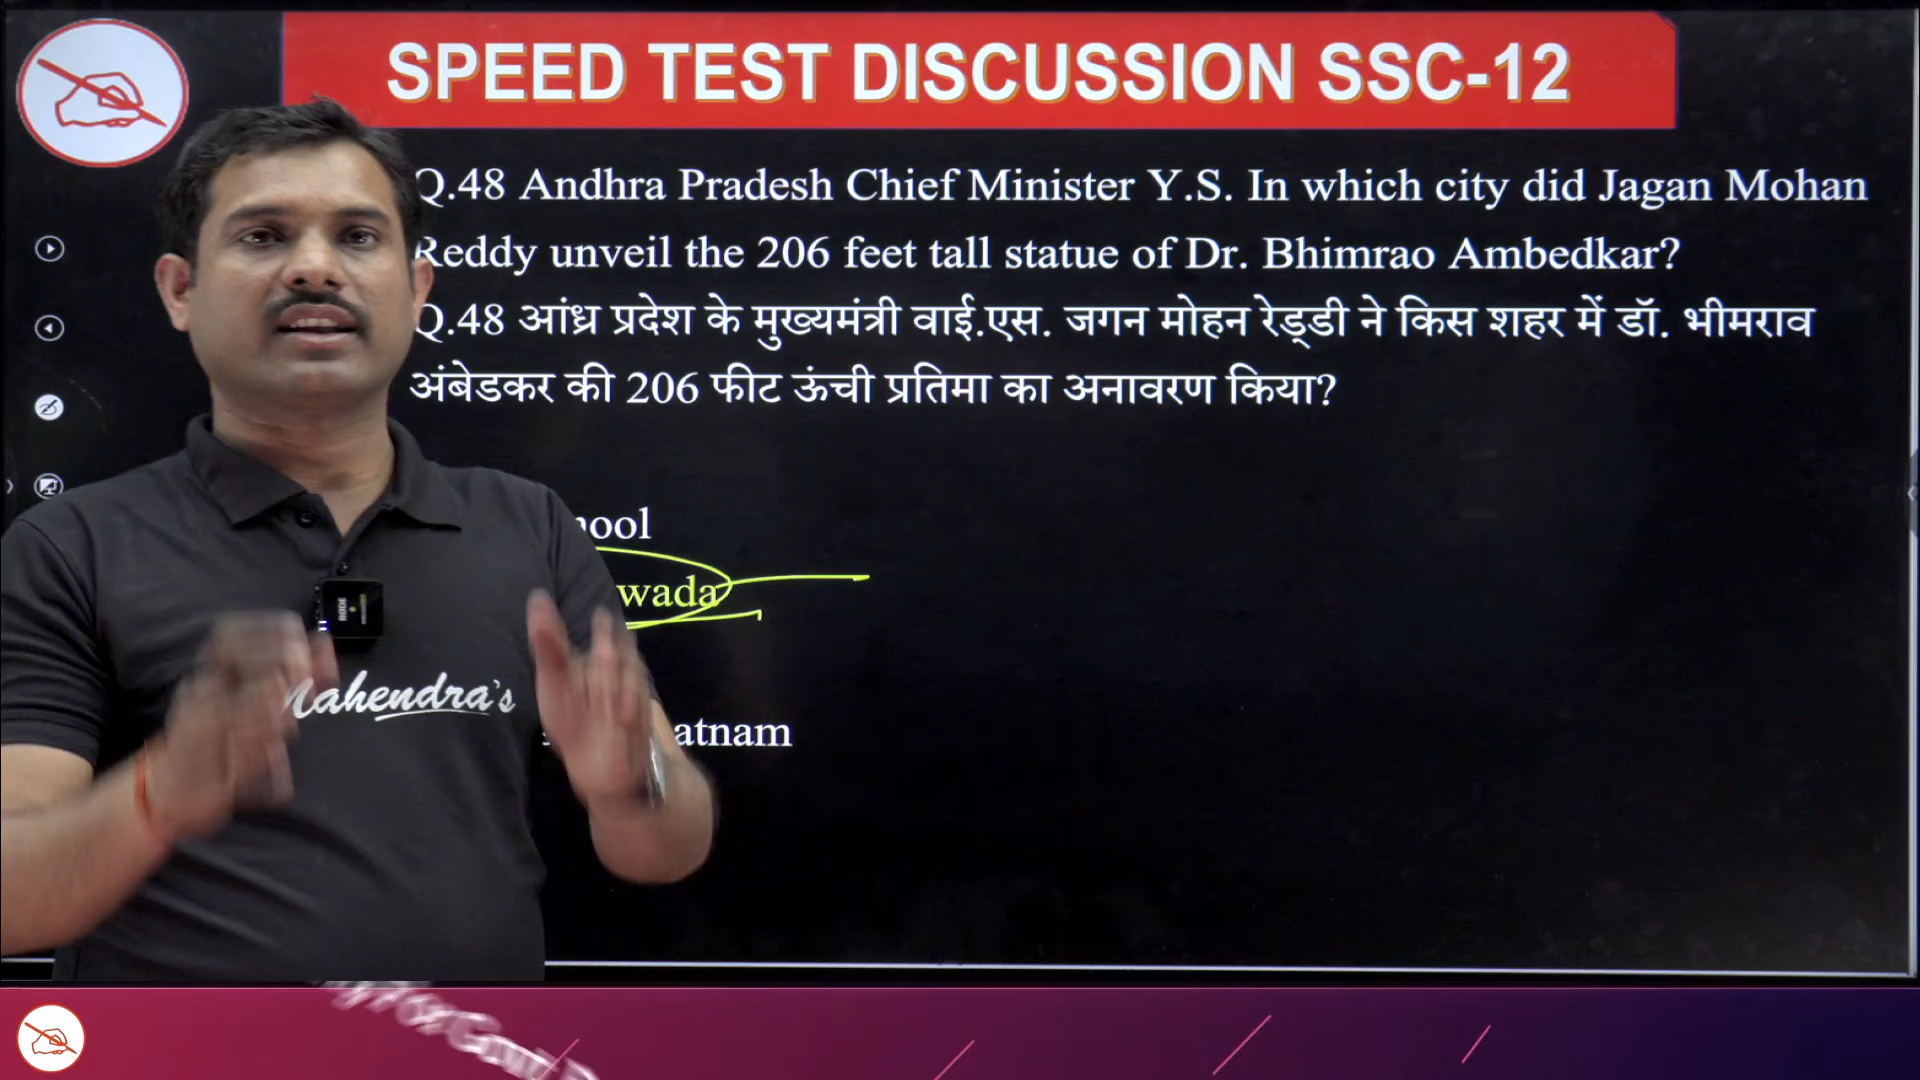 SPEED TEST DISCUSSION SSC-12
Q.48 Andhra Pradesh Chief Minister Y.S. In which city did Jagan Mohan
Reddy unveil the 206 feet tall statue of Dr. Bhimrao Ambedkar?
Q.48 आंध्र प्रदेश के मुख्यमंत्री वाई.एस. जगन मोहन रेड्डी ने किस शहर में डॉ. भीमराव
अंबेडकर की 206 फीट ऊंची प्रतिमा का अनावरण किया?
ool
wada
atnam
Mahendra's